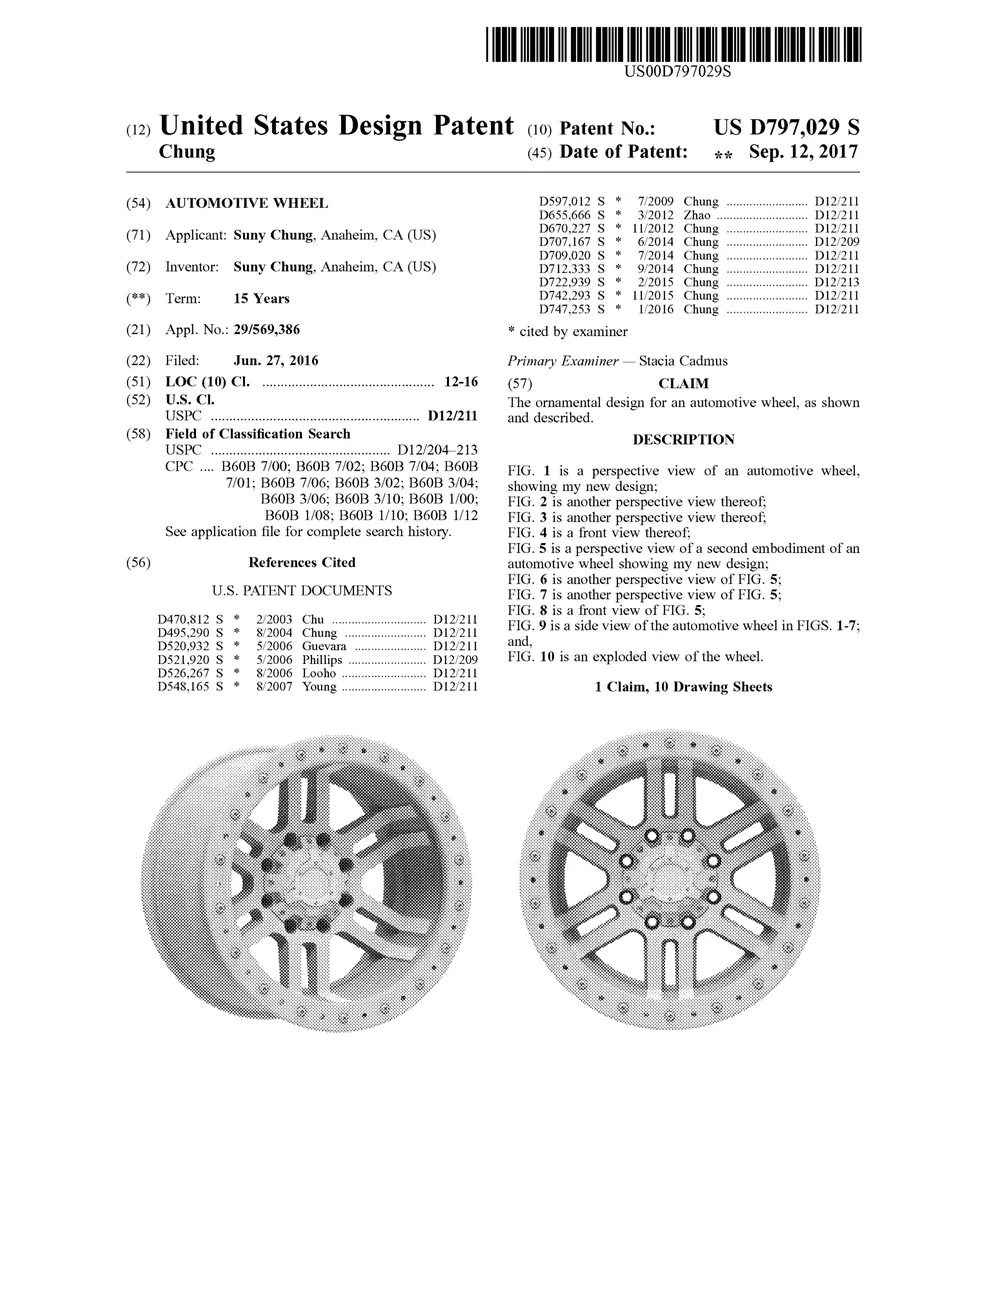 US00D797029S
(12) United States Design Patent
Chung
(10) Patent No.: US D797,029 S
(45) Date of Patent: ** Sep. 12, 2017
(54) AUTOMOTIVE WHEEL
(71) Applicant: Suny Chung, Anaheim, CA (US)
(72) Inventor: Suny Chung, Anaheim, CA (US)
(**) Term: 15 Years
(21) Appl. No.: 29/569,386
(22) Filed: Jun. 27, 2016
(51) LOC (10) Cl. ............................................... 12-16
(52) U.S. Cl.
USPC ......................................................... D12/211
(58) Field of Classification Search
USPC ................................................. D12/204–213
CPC .... B60B 7/00; B60B 7/02; B60B 7/04; B60B
7/01; B60B 7/06; B60B 3/02; B60B 3/04;
B60B 3/06; B60B 3/10; B60B 1/00;
B60B 1/08; B60B 1/10; B60B 1/12
See application file for complete search history.
(56) References Cited
U.S. PATENT DOCUMENTS
D470,812 S * 2/2003 Chu ............................. D12/211
D495,290 S * 8/2004 Chung ......................... D12/211
D520,932 S * 5/2006 Guevara ...................... D12/211
D521,920 S * 5/2006 Phillips ........................ D12/209
D526,267 S * 8/2006 Looho .......................... D12/211
D548,165 S * 8/2007 Young .......................... D12/211
D597,012 S * 7/2009 Chung ......................... D12/211
D655,666 S * 3/2012 Zhao ............................ D12/211
D670,227 S * 11/2012 Chung ......................... D12/211
D707,167 S * 6/2014 Chung ......................... D12/209
D709,020 S * 7/2014 Chung ......................... D12/211
D712,333 S * 9/2014 Chung ......................... D12/211
D722,939 S * 2/2015 Chung ......................... D12/213
D742,293 S * 11/2015 Chung ......................... D12/211
D747,253 S * 1/2016 Chung ......................... D12/211
* cited by examiner
Primary Examiner — Stacia Cadmus
(57) CLAIM
The ornamental design for an automotive wheel, as shown
and described.
DESCRIPTION
FIG. 1 is a perspective view of an automotive wheel,
showing my new design;
FIG. 2 is another perspective view thereof;
FIG. 3 is another perspective view thereof;
FIG. 4 is a front view thereof;
FIG. 5 is a perspective view of a second embodiment of an
automotive wheel showing my new design;
FIG. 6 is another perspective view of FIG. 5;
FIG. 7 is another perspective view of FIG. 5;
FIG. 8 is a front view of FIG. 5;
FIG. 9 is a side view of the automotive wheel in FIGS. 1-7;
and,
FIG. 10 is an exploded view of the wheel.
1 Claim, 10 Drawing Sheets